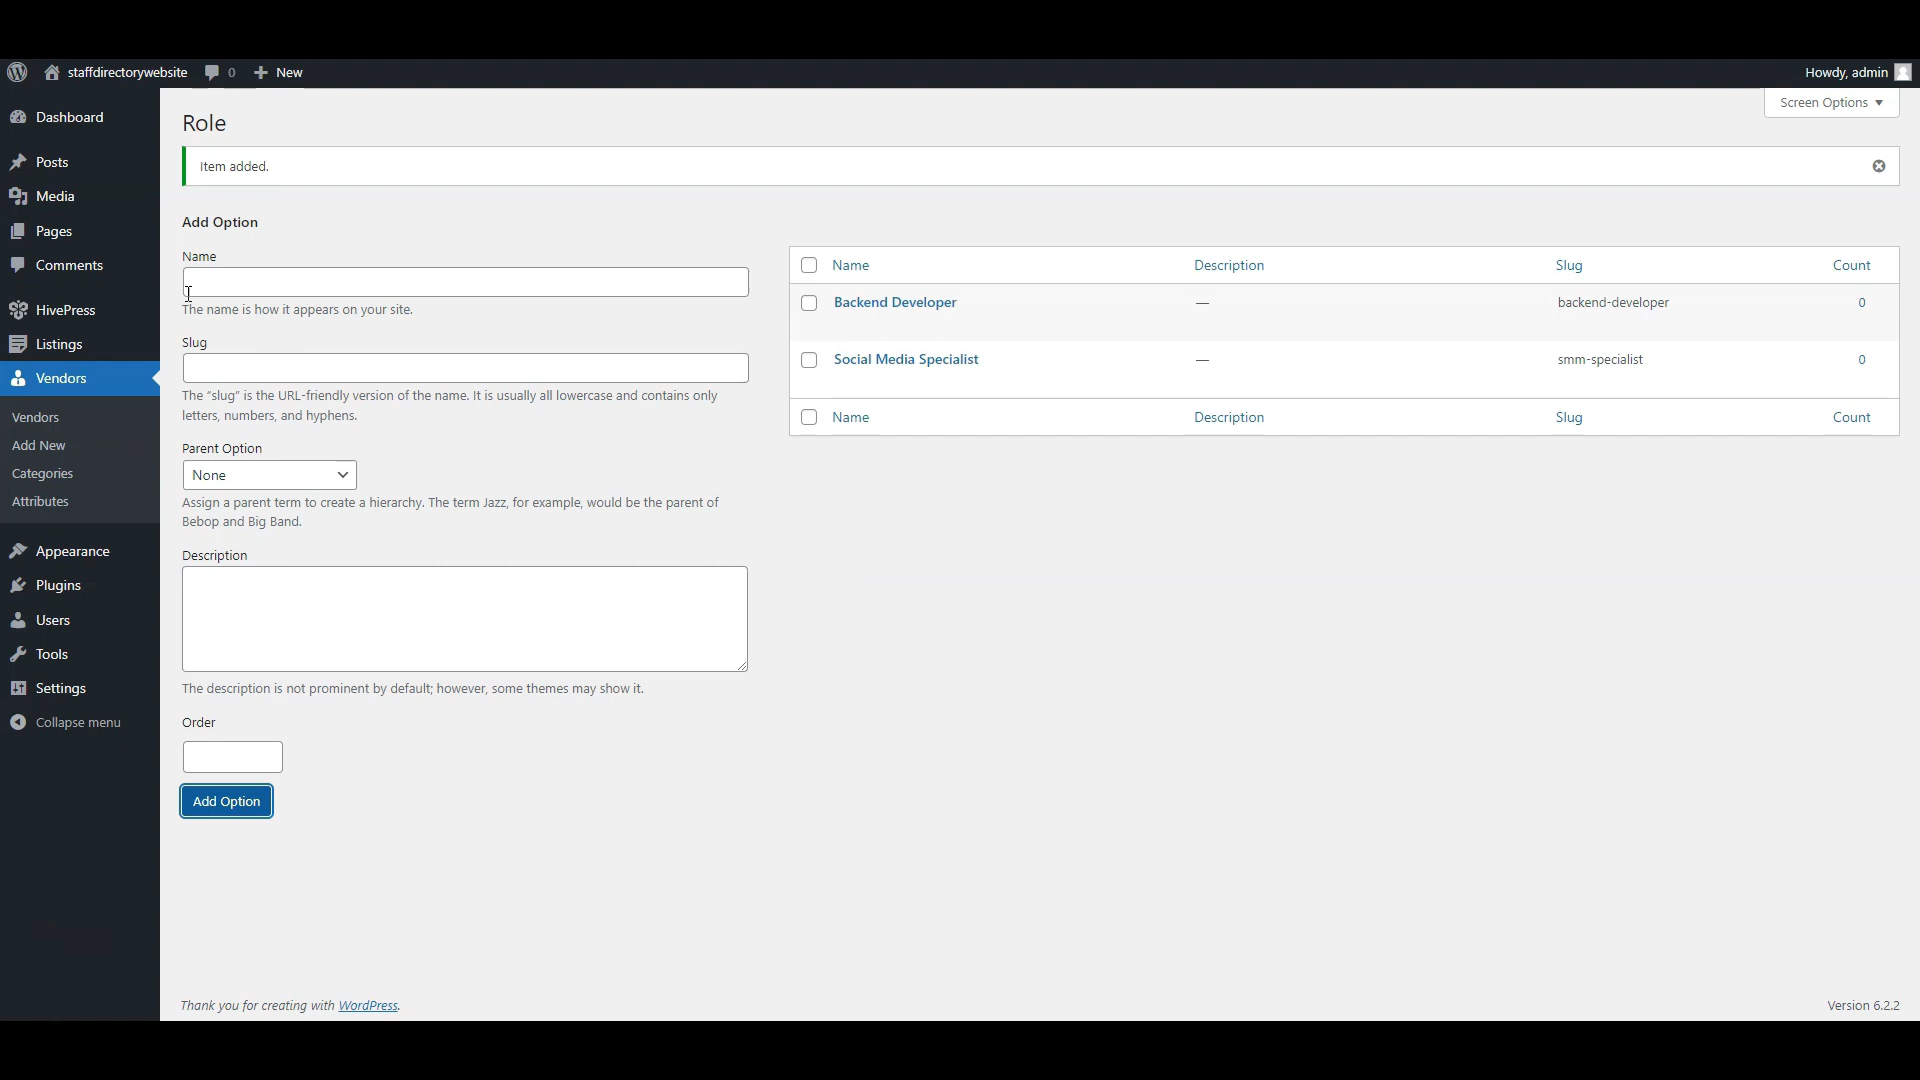 staffdirectorywebsite
0
New
Howdy, admin
Screen Options
Dashboard
Posts
Media
Pages
Comments
HivePress
Listings
Vendors
Vendors
Add New
Categories
Attributes
Appearance
Plugins
Users
Tools
Settings
Collapse menu
Role
Item added.
Add Option
Name
The name is how it appears on your site.
Slug
The “slug” is the URL-friendly version of the name. It is usually all lowercase and contains only
letters, numbers, and hyphens.
Parent Option
None
Assign a parent term to create a hierarchy. The term Jazz, for example, would be the parent of
Bebop and Big Band.
Description
The description is not prominent by default; however, some themes may show it.
Order
Add Option
Name Description Slug Count
Backend Developer — backend-developer 0
Social Media Specialist — smm-specialist 0
Name Description Slug Count
Thank you for creating with WordPress.
Version 6.2.2